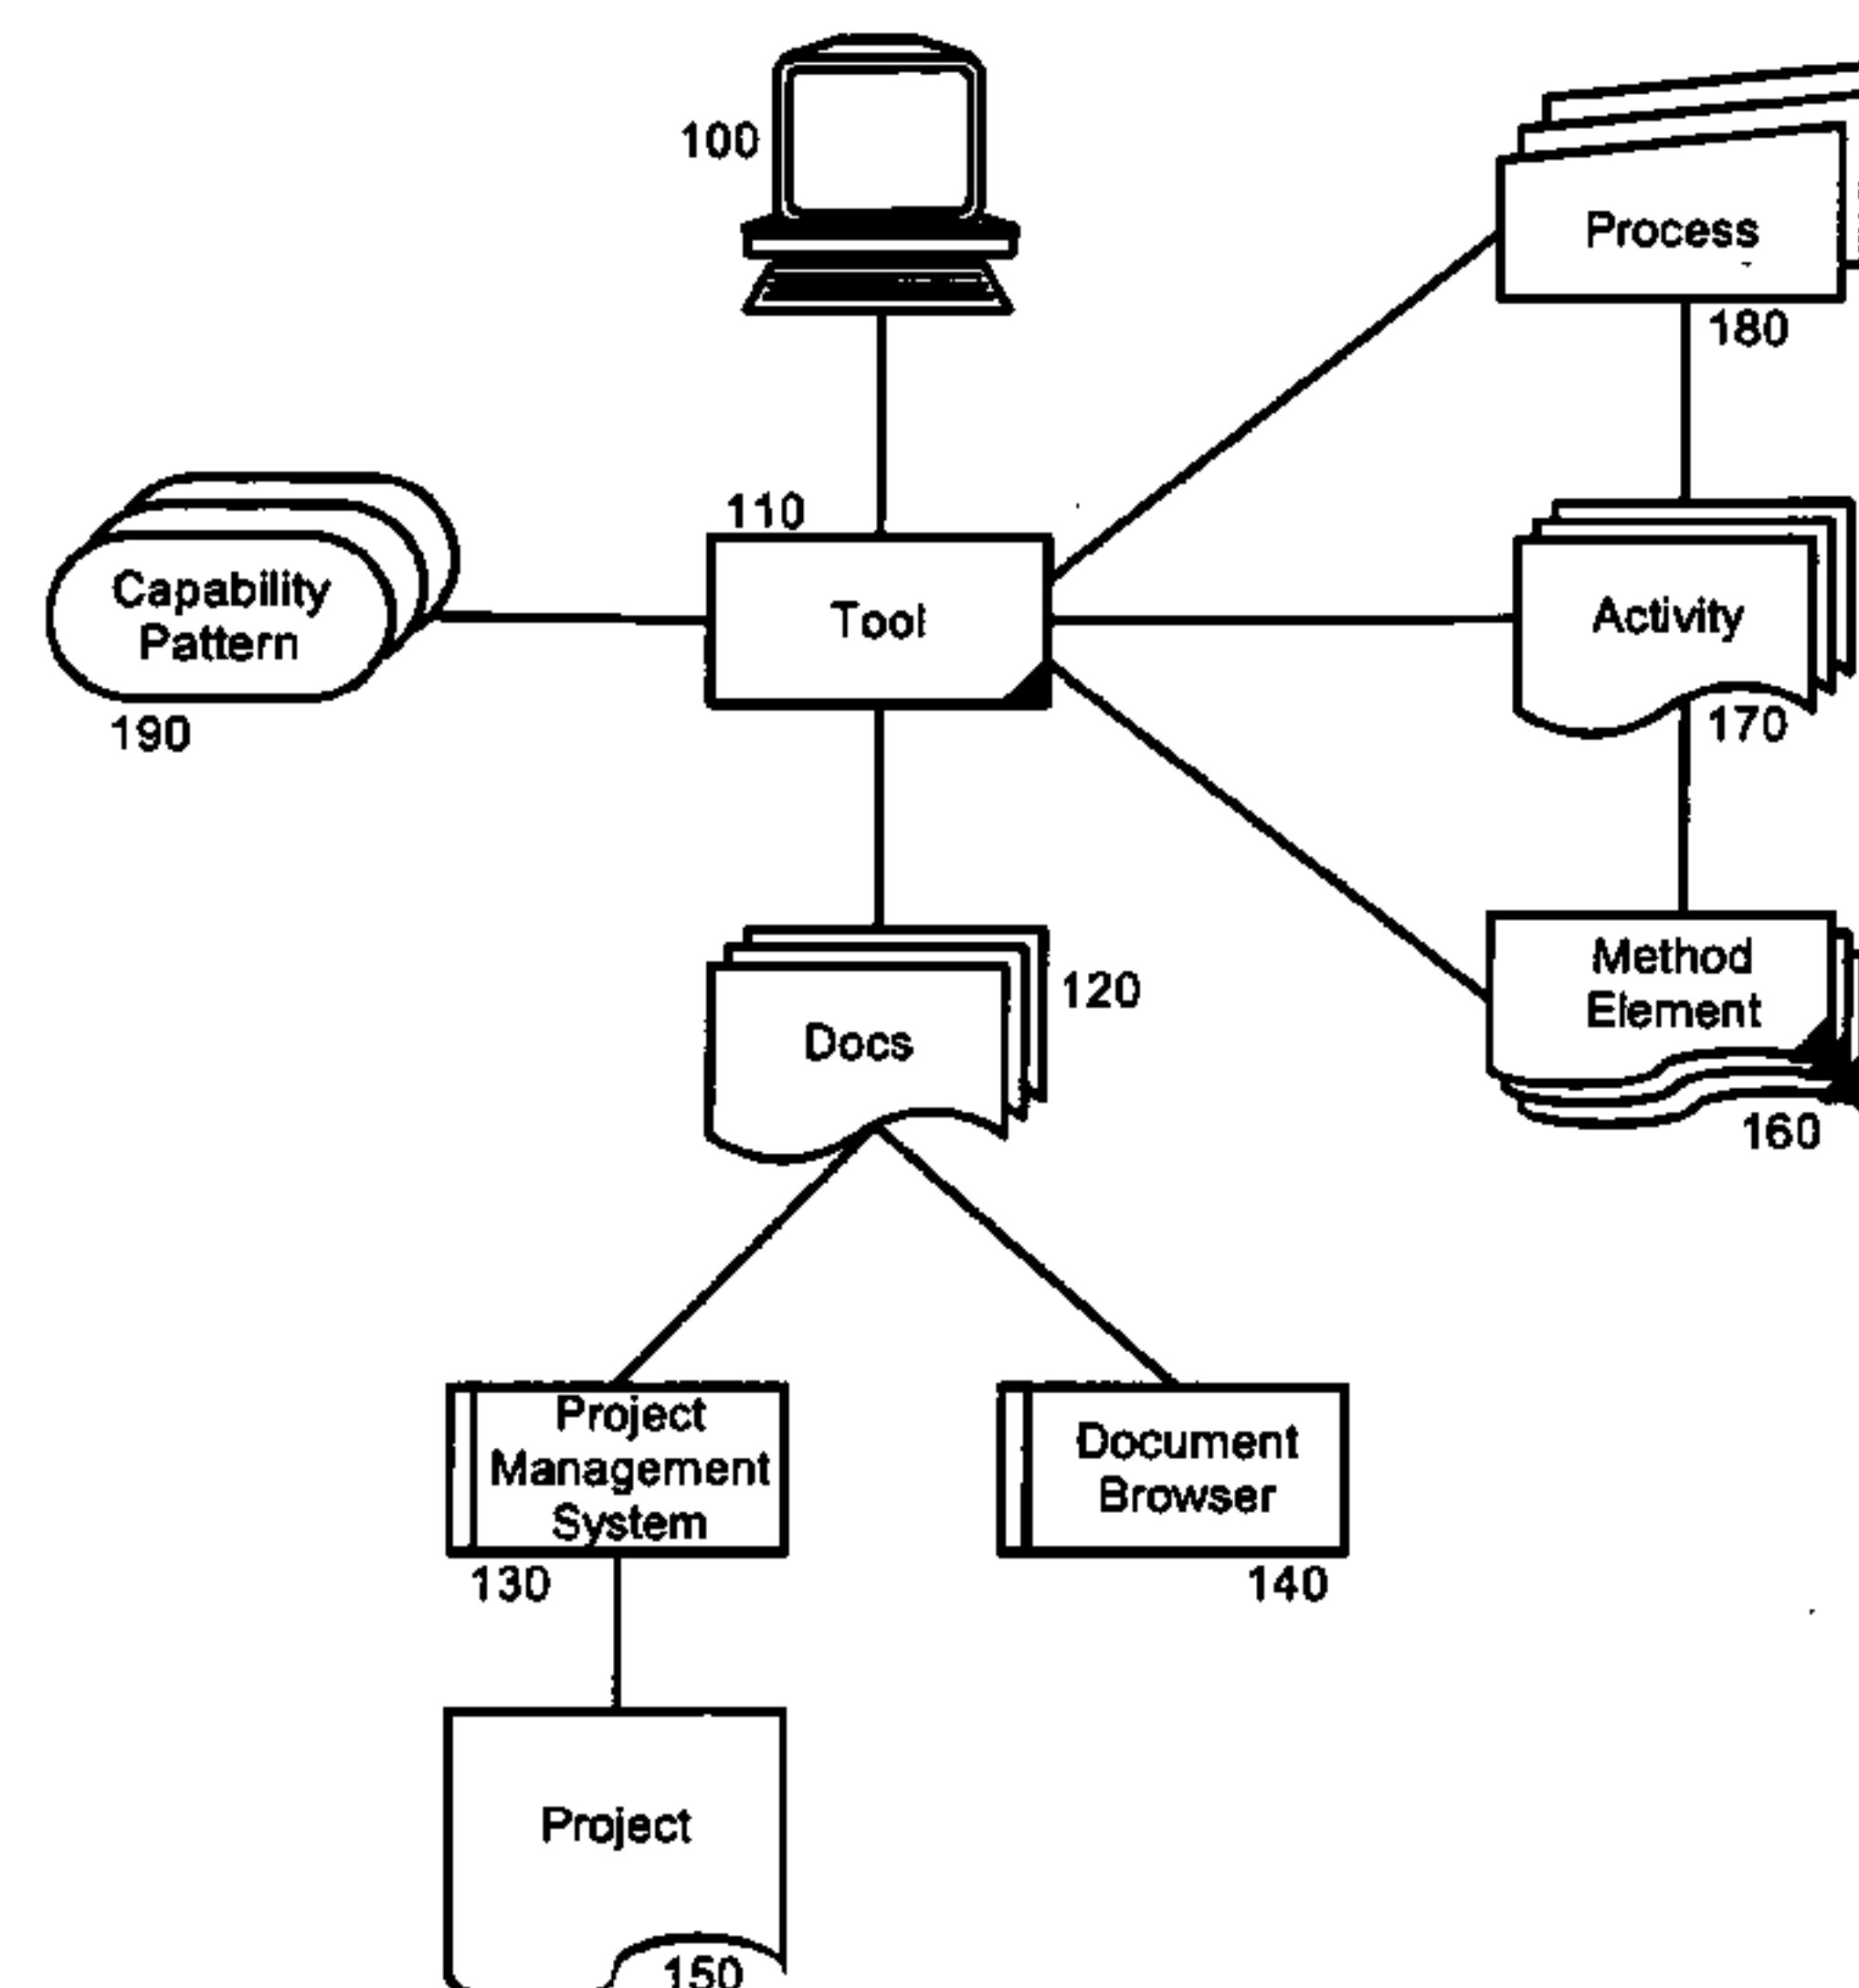 100
Process
180
110
Capability
Pattern
190
Tool
Activity
170
120
Docs
Method
Element
160
Project
Management
System
130
Document
Browser
140
Project
150